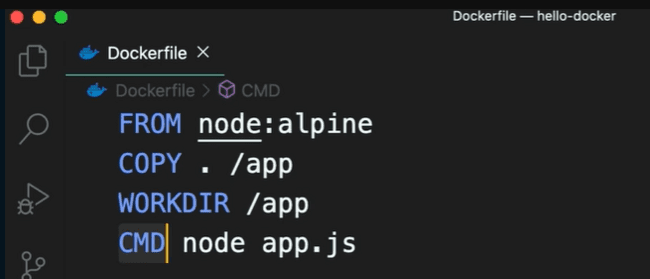 Dockerfile — hello-docker
Dockerfile ×
Dockerfile > CMD
FROM node:alpine
COPY . /app
WORKDIR /app
CMD node app.js